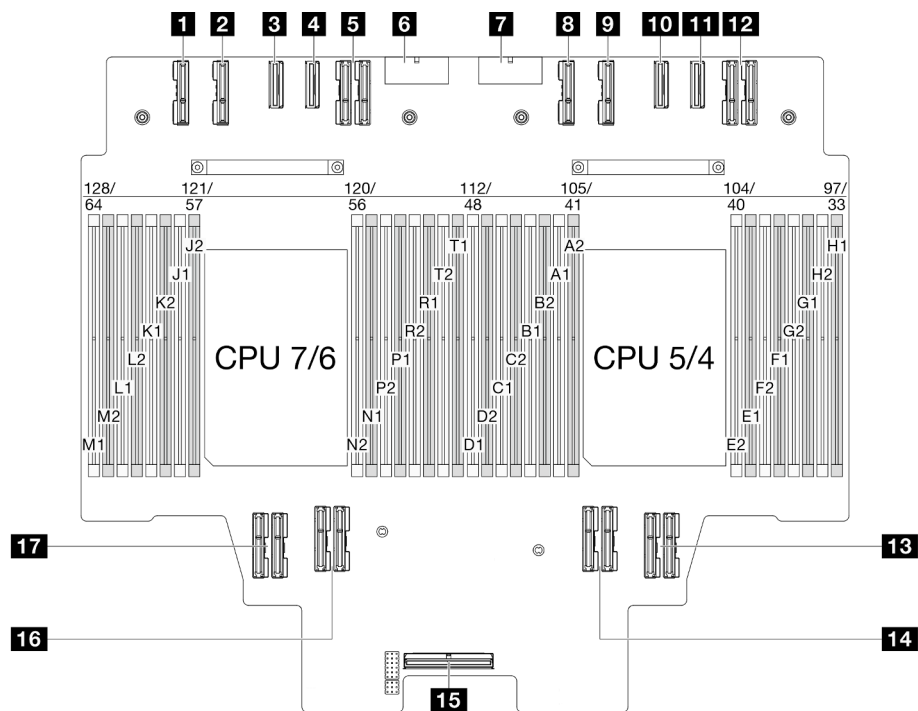 1 2 3 4 5 6 7 8 9 10 11 12
128/ 121/ 120/ 112/ 105/ 104/ 97/
64 57 56 48 41 40 33
J2 T1 A2 H1
J1 T2 A1 H2
K2 R1 B2 G1
K1 R2 B1 G2
L2 CPU 7/6 P1 C2 CPU 5/4 F1
L1 P2 C1 F2
M2 N1 D2 E1
M1 N2 D1 E2
17 13
16 14
15